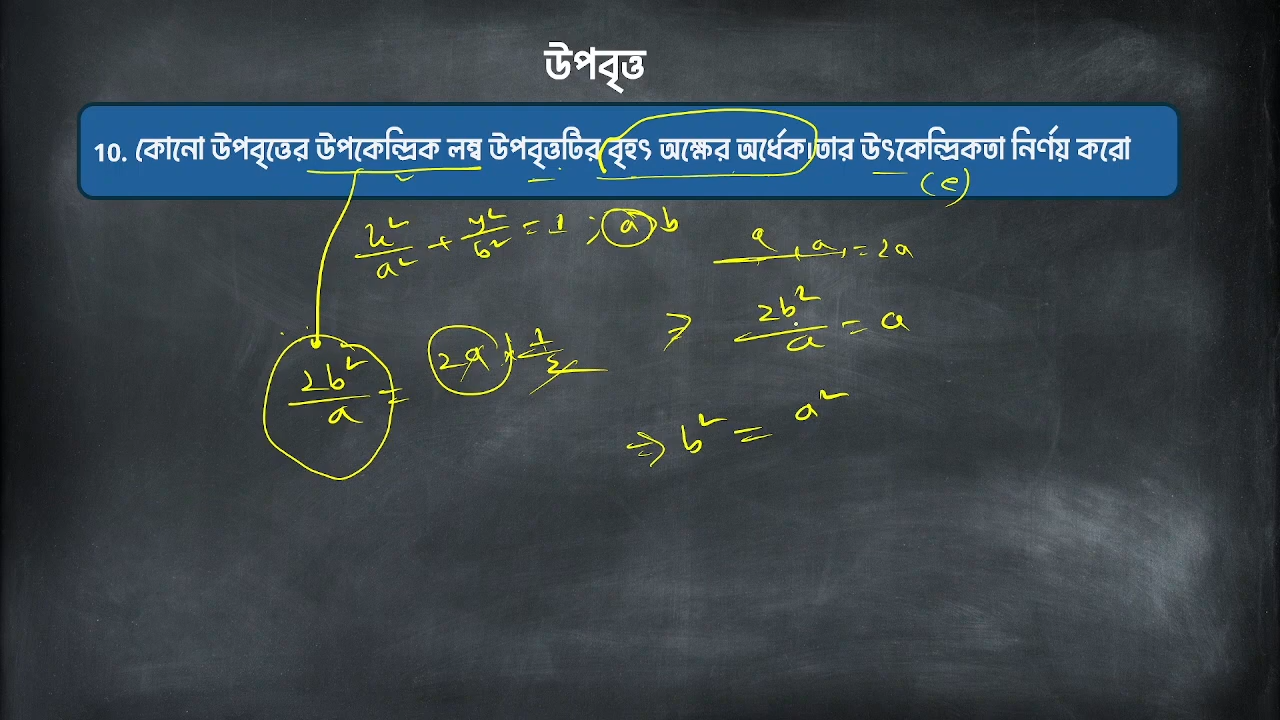 উপবৃত্ত
10. কোনো উপবৃত্তের উপকেন্দ্রিক লম্ব উপবৃত্তটির বৃহৎ অক্ষের অর্ধেক।তার উৎকেন্দ্রিকতা নির্ণয় করো
(e)
x²/a² + y²/b² = 1 ; a > b
a a = 2a
2b²/a = 2a × 1/2
⇒ 2b²/a = a
⇒ b² = a²